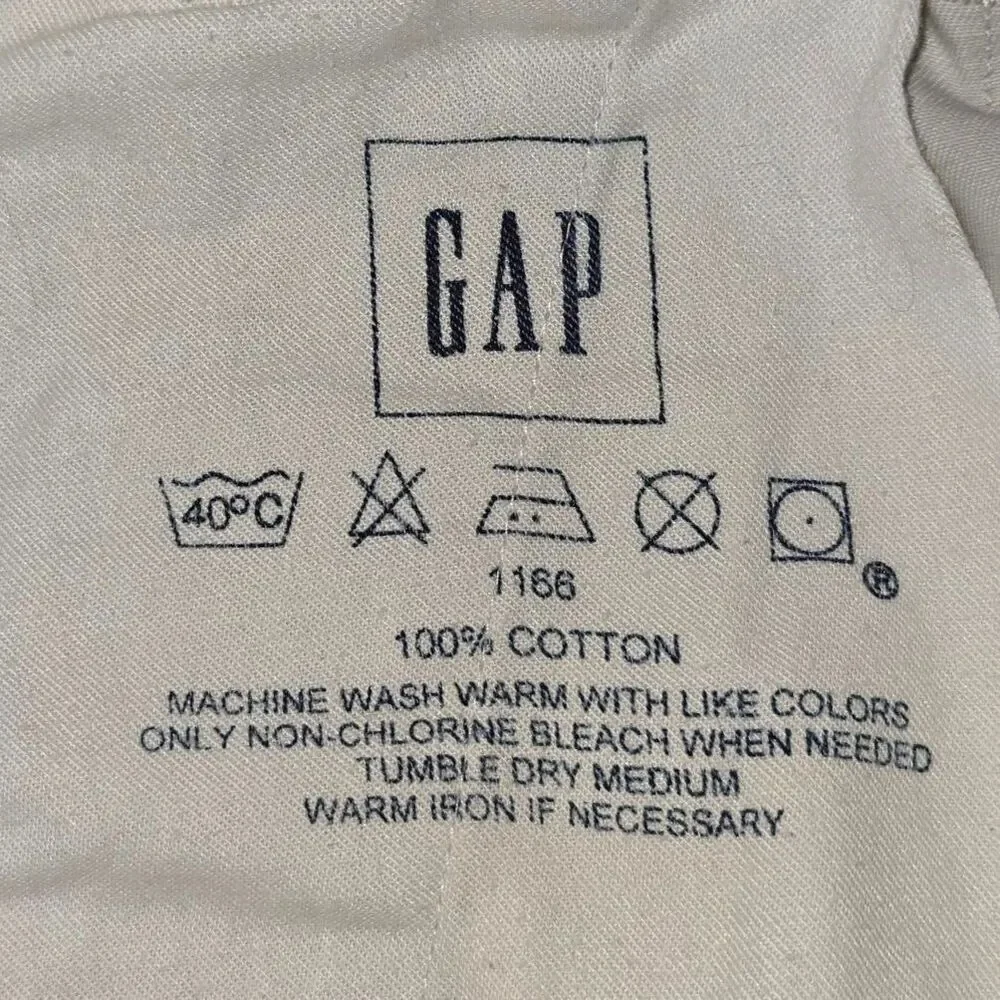 GAP
40°C
®
1166
100% COTTON
MACHINE WASH WARM WITH LIKE COLORS
ONLY NON-CHLORINE BLEACH WHEN NEEDED
TUMBLE DRY MEDIUM
WARM IRON IF NECESSARY